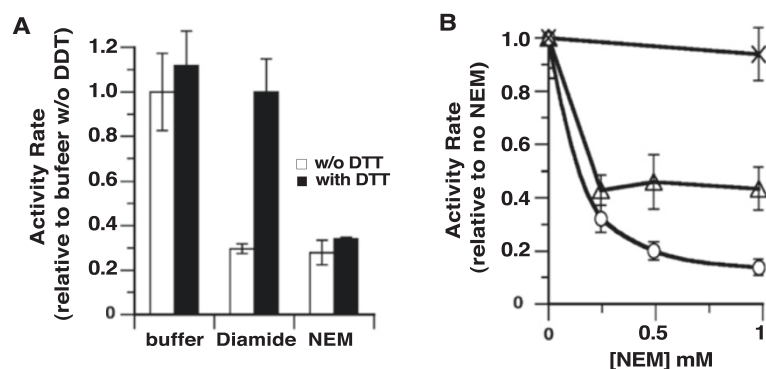 A
Activity Rate
(relative to bufeer w/o DDT)
1.2
1.0
0.8
0.6
0.4
0.2
0
w/o DTT
with DTT
buffer
Diamide
NEM
B
Activity Rate
(relative to no NEM)
1.0
0.8
0.6
0.4
0.2
0
0
0.5
1
[NEM] mM